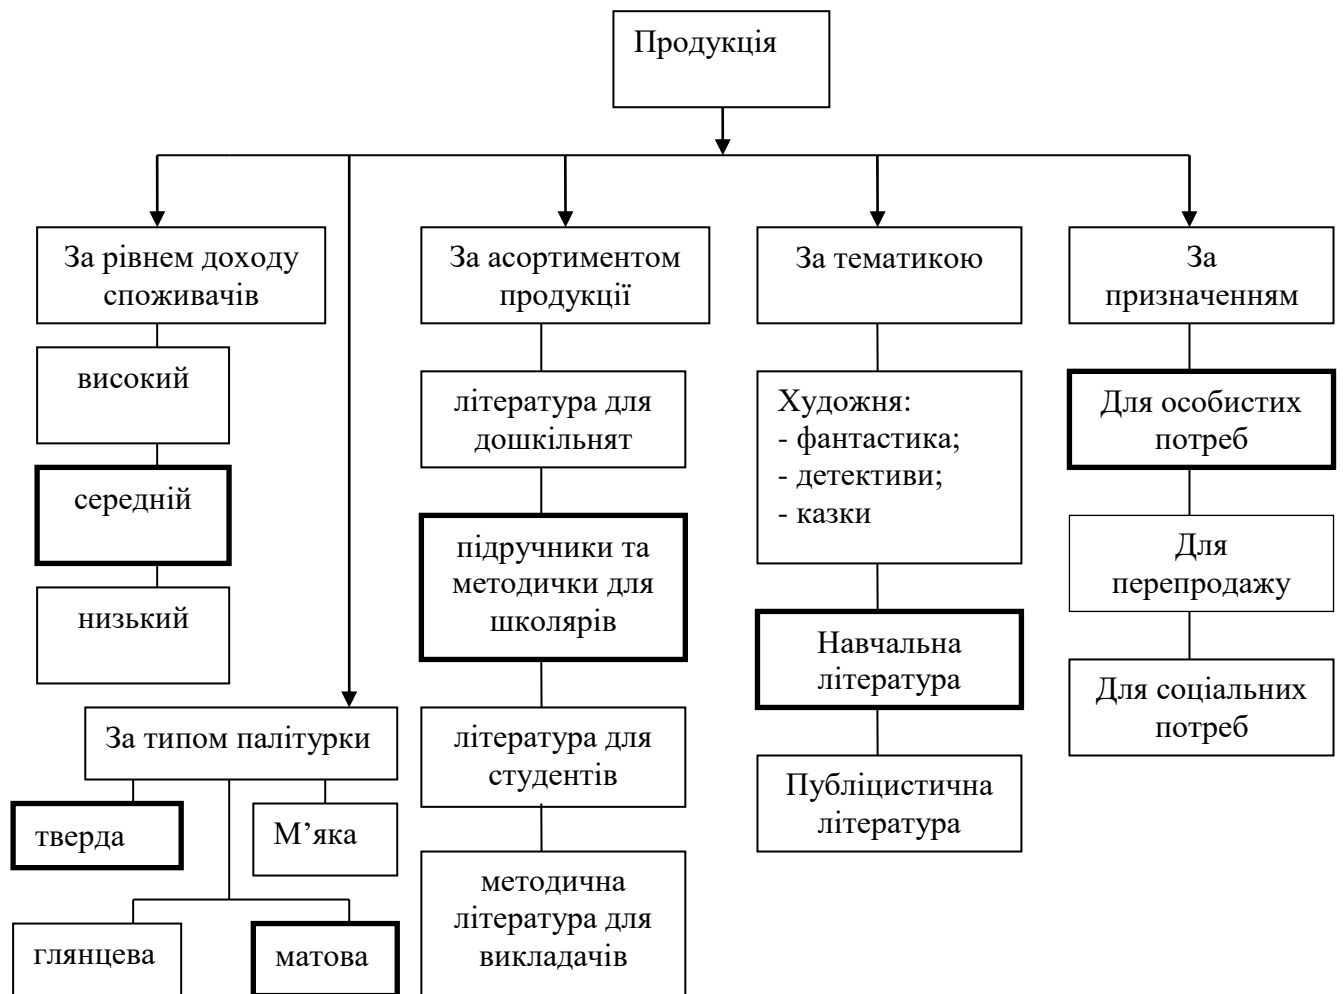 Продукція
За рівнем доходу
споживачів
високий
середній
низький
За типом палітурки
тверда
М’яка
глянцева
матова
За асортиментом
продукції
література для
дошкільнят
підручники та
методички для
школярів
література для
студентів
методична
література для
викладачів
За тематикою
Художня:
- фантастика;
- детективи;
- казки
Навчальна
література
Публіцистична
література
За
призначенням
Для особистих
потреб
Для
перепродажу
Для соціальних
потреб